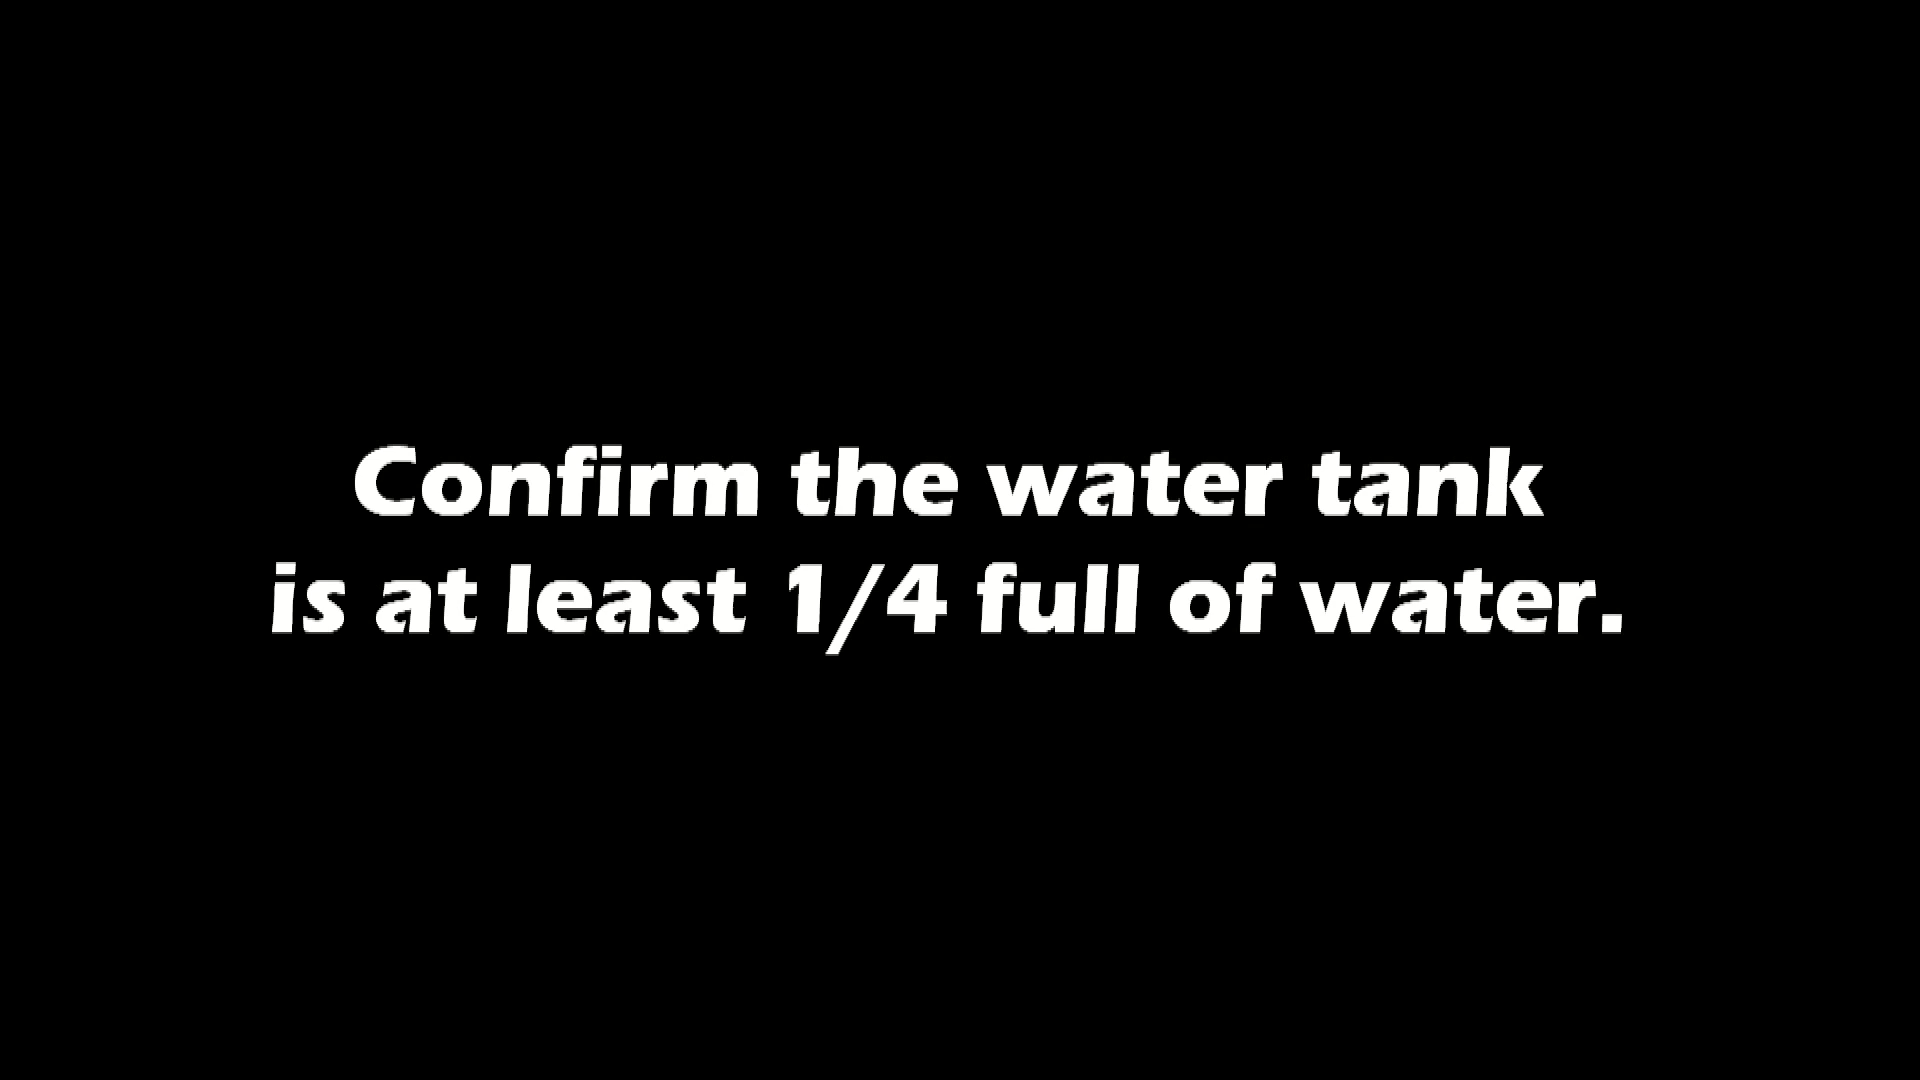 Confirm the water tank
is at least 1/4 full of water.